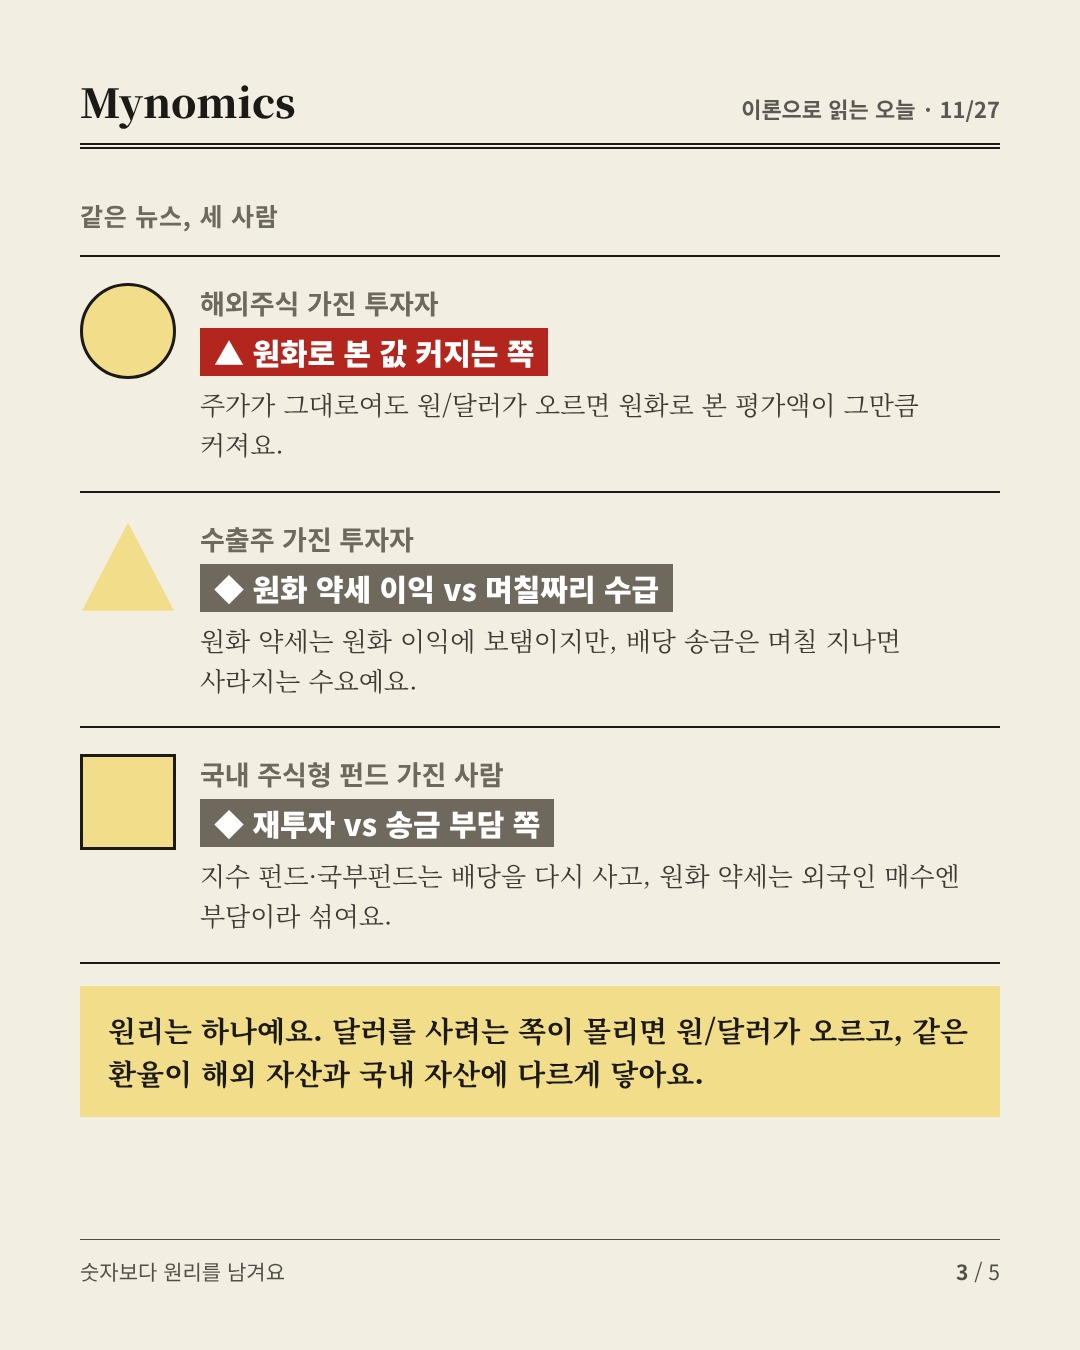 Mynomics
이론으로 읽는 오늘 · 11/27
같은 뉴스, 세 사람
해외주식 가진 투자자
▲ 원화로 본 값 커지는 쪽
주가가 그대로여도 원/달러가 오르면 원화로 본 평가액이 그만큼
커져요.
수출주 가진 투자자
◆ 원화 약세 이익 vs 며칠짜리 수급
원화 약세는 원화 이익에 보탬이지만, 배당 송금은 며칠 지나면
사라지는 수요예요.
국내 주식형 펀드 가진 사람
◆ 재투자 vs 송금 부담 쪽
지수 펀드·국부펀드는 배당을 다시 사고, 원화 약세는 외국인 매수엔
부담이라 섞여요.
원리는 하나예요. 달러를 사려는 쪽이 몰리면 원/달러가 오르고, 같은
환율이 해외 자산과 국내 자산에 다르게 닿아요.
숫자보다 원리를 남겨요
3 / 5